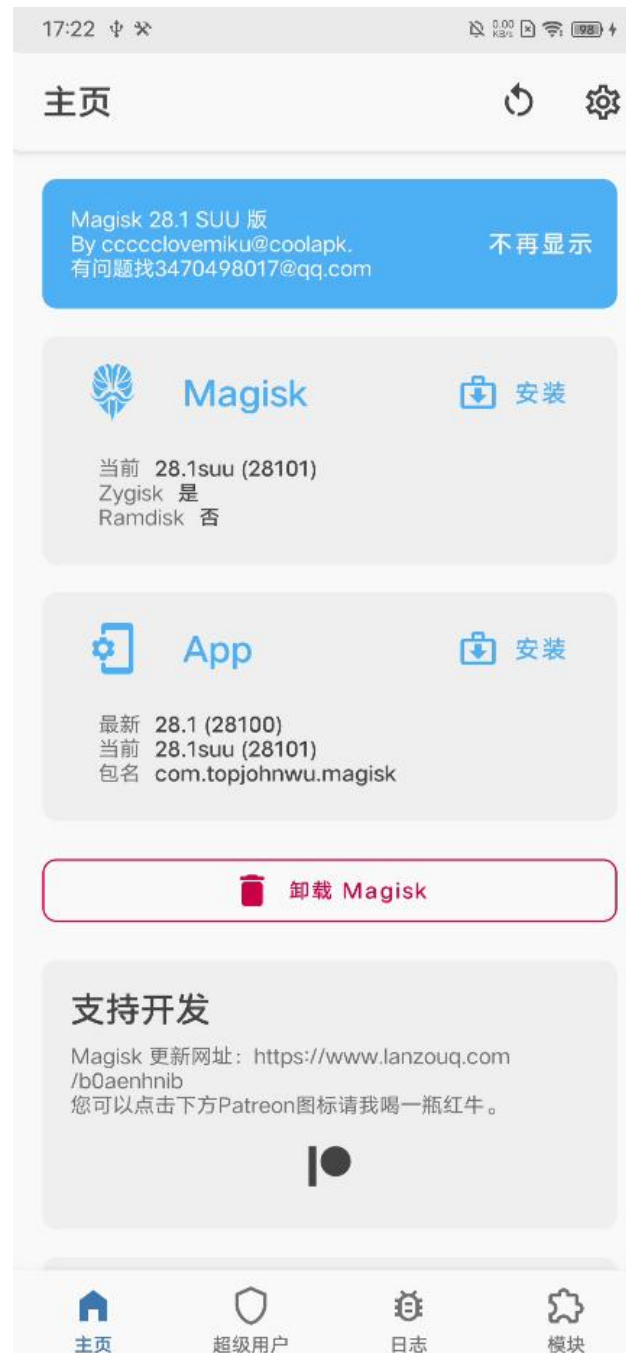 17:22
0.00
KB/s
98
主页
Magisk 28.1 SUU 版
By ccccclovemiku@coolapk.
有问题找3470498017@qq.com
不再显示
Magisk
安装
当前 28.1suu (28101)
Zygisk 是
Ramdisk 否
App
安装
最新 28.1 (28100)
当前 28.1suu (28101)
包名 com.topjohnwu.magisk
卸载 Magisk
支持开发
Magisk 更新网址：https://www.lanzouq.com
/b0aenhnib
您可以点击下方Patreon图标请我喝一瓶红牛。
主页
超级用户
日志
模块